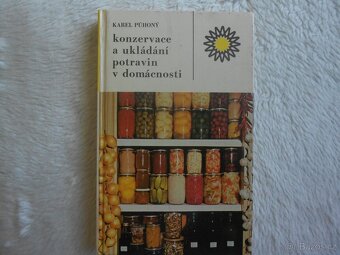 KAREL PŮHONÝ
konzervace
a ukládání
potravin
v domácnosti